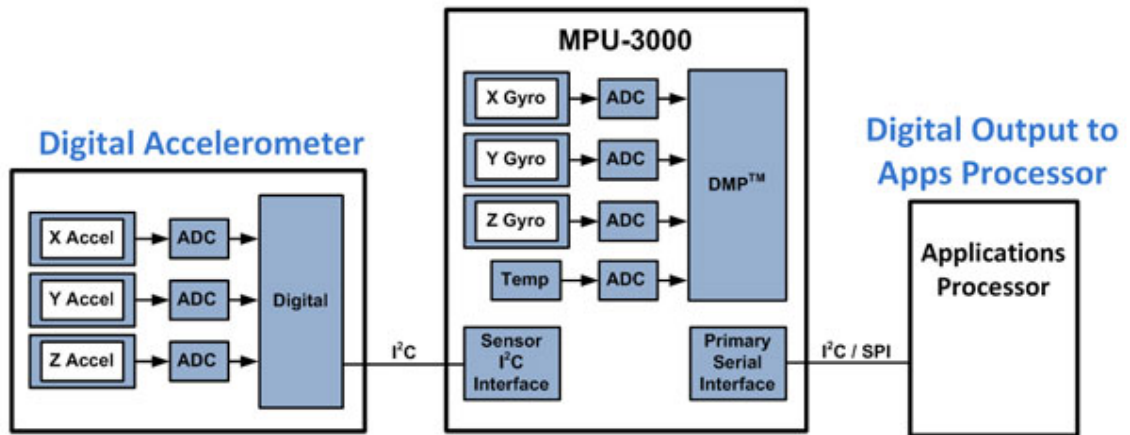 MPU-3000
X Gyro
ADC
Y Gyro
ADC
Z Gyro
ADC
Temp
ADC
DMP™
Sensor
I²C
Interface
Primary
Serial
Interface
Digital Accelerometer
X Accel
ADC
Y Accel
ADC
Z Accel
ADC
Digital
I²C
I²C / SPI
Digital Output to
Apps Processor
Applications
Processor